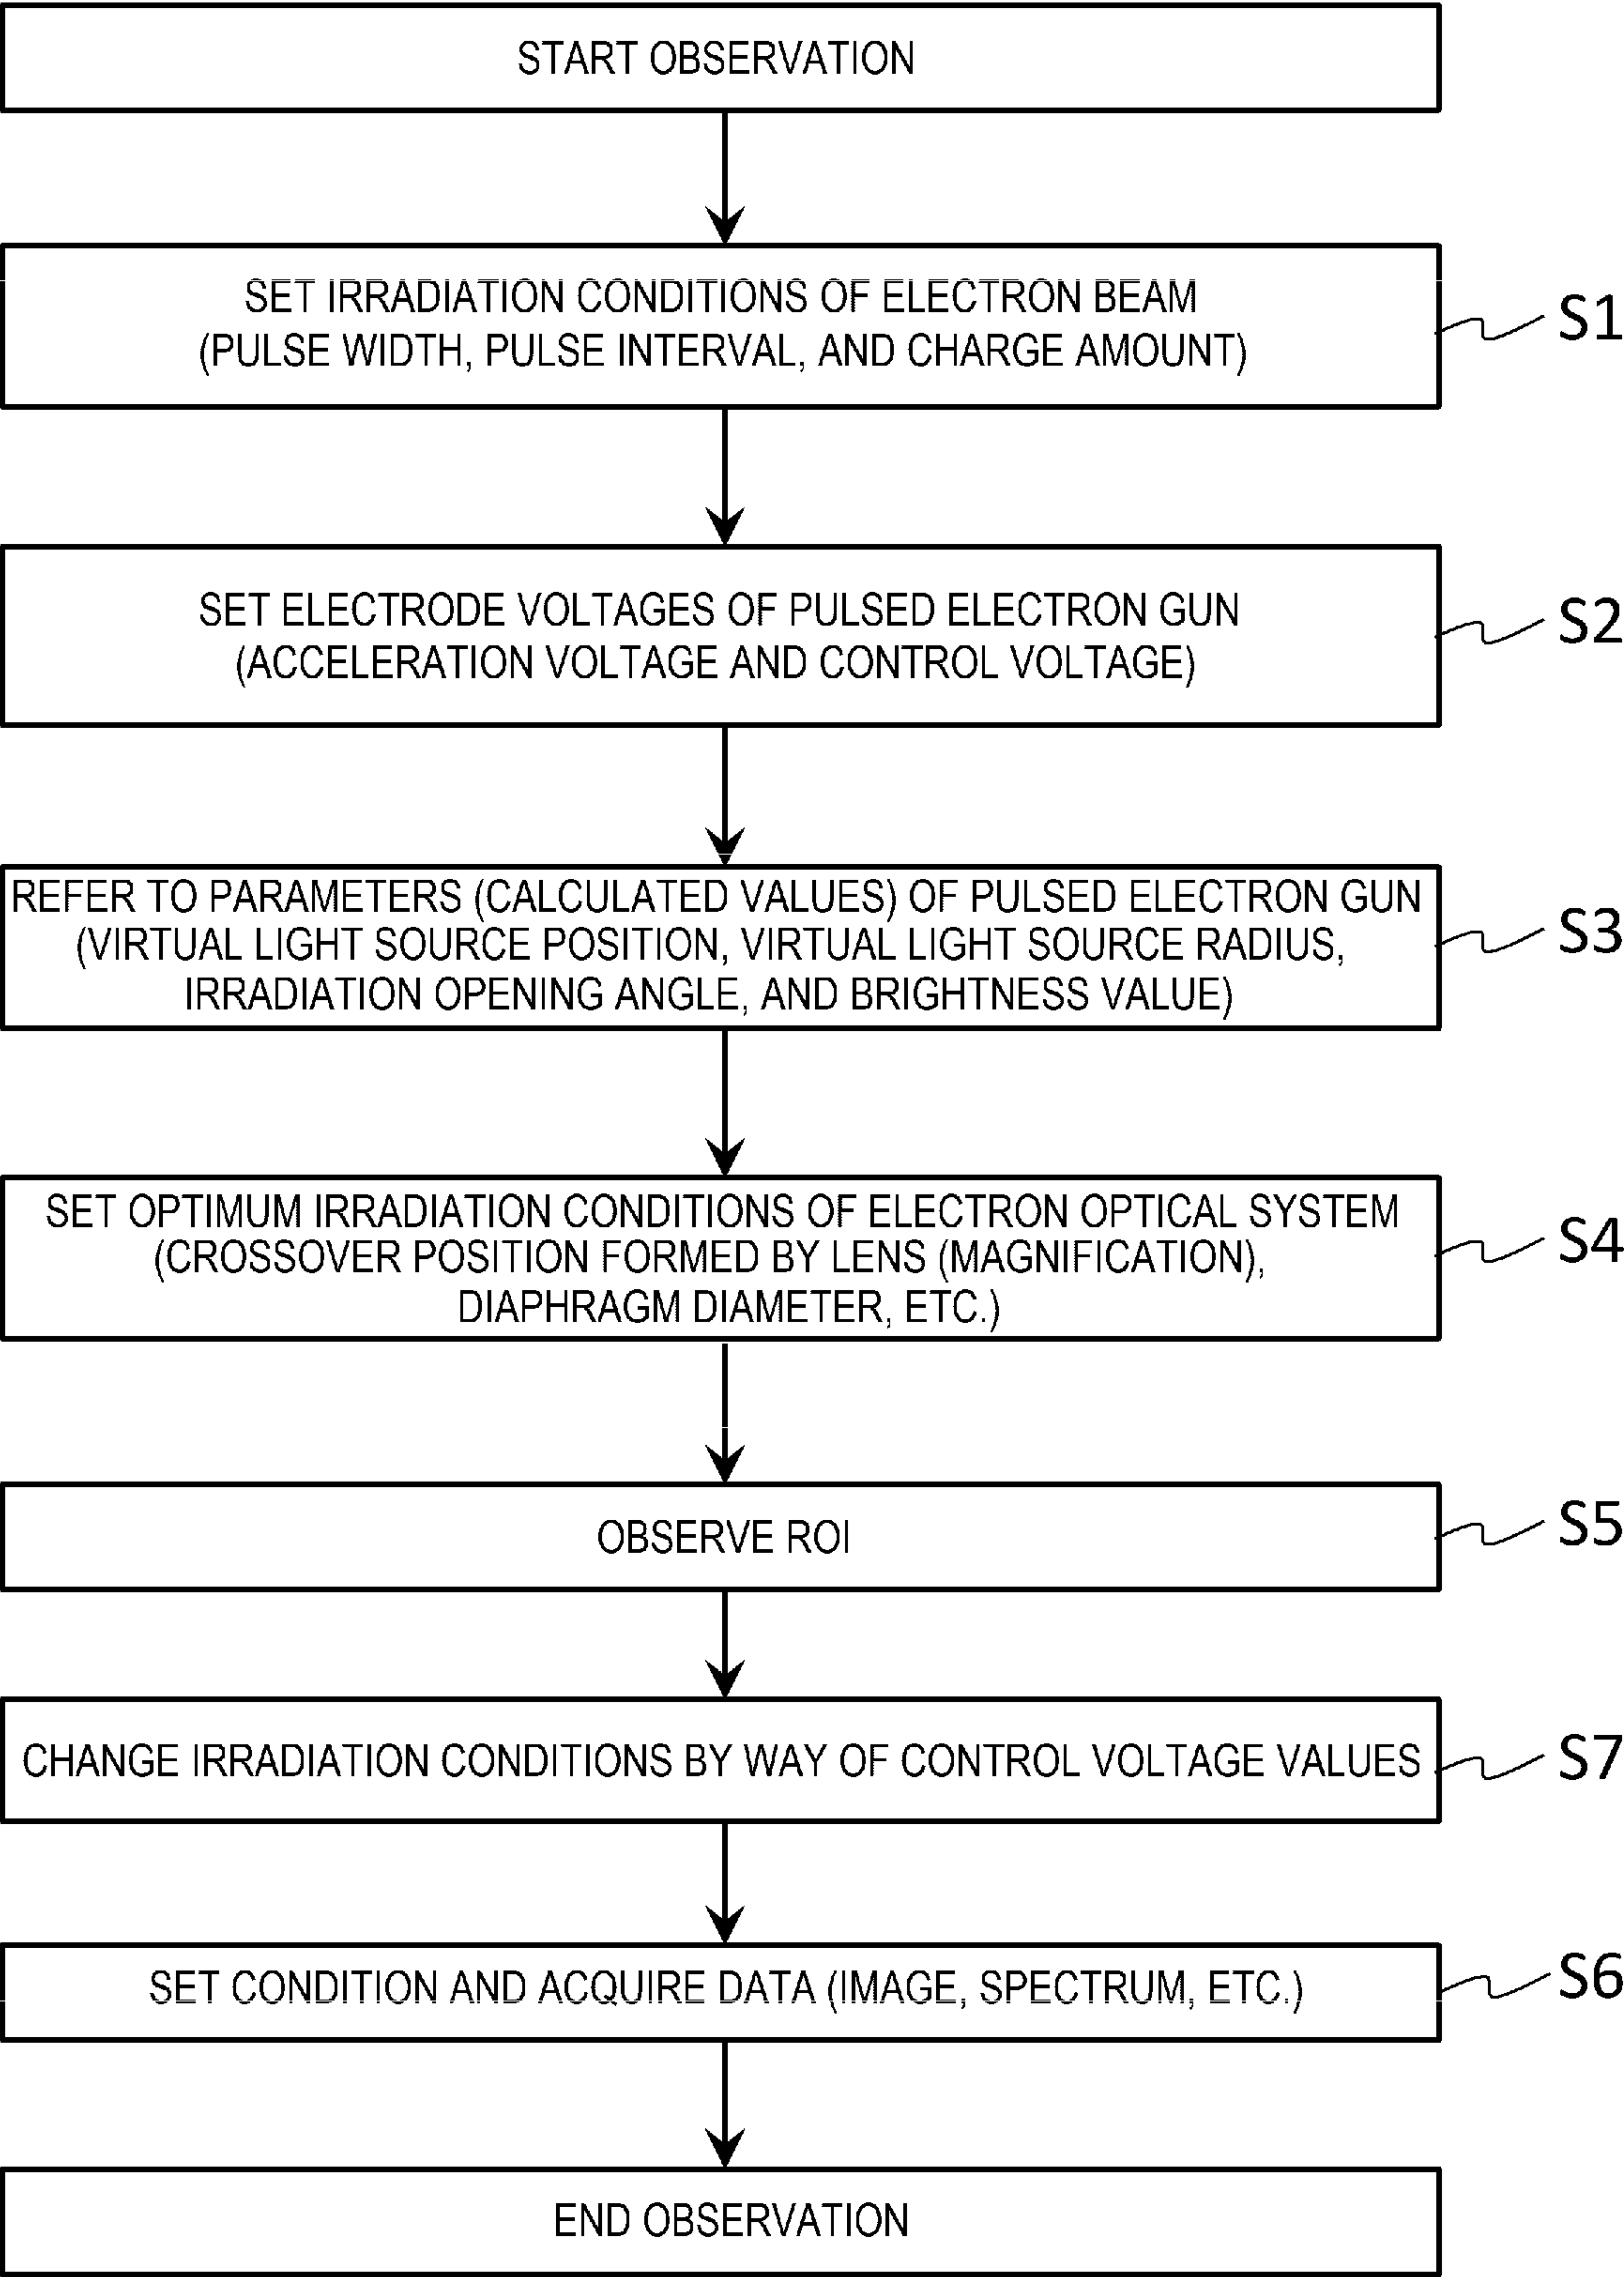 START OBSERVATION
SET IRRADIATION CONDITIONS OF ELECTRON BEAM
(PULSE WIDTH, PULSE INTERVAL, AND CHARGE AMOUNT)
S1
SET ELECTRODE VOLTAGES OF PULSED ELECTRON GUN
(ACCELERATION VOLTAGE AND CONTROL VOLTAGE)
S2
REFER TO PARAMETERS (CALCULATED VALUES) OF PULSED ELECTRON GUN
(VIRTUAL LIGHT SOURCE POSITION, VIRTUAL LIGHT SOURCE RADIUS,
IRRADIATION OPENING ANGLE, AND BRIGHTNESS VALUE)
S3
SET OPTIMUM IRRADIATION CONDITIONS OF ELECTRON OPTICAL SYSTEM
(CROSSOVER POSITION FORMED BY LENS (MAGNIFICATION),
DIAPHRAGM DIAMETER, ETC.)
S4
OBSERVE ROI
S5
CHANGE IRRADIATION CONDITIONS BY WAY OF CONTROL VOLTAGE VALUES
S7
SET CONDITION AND ACQUIRE DATA (IMAGE, SPECTRUM, ETC.)
S6
END OBSERVATION